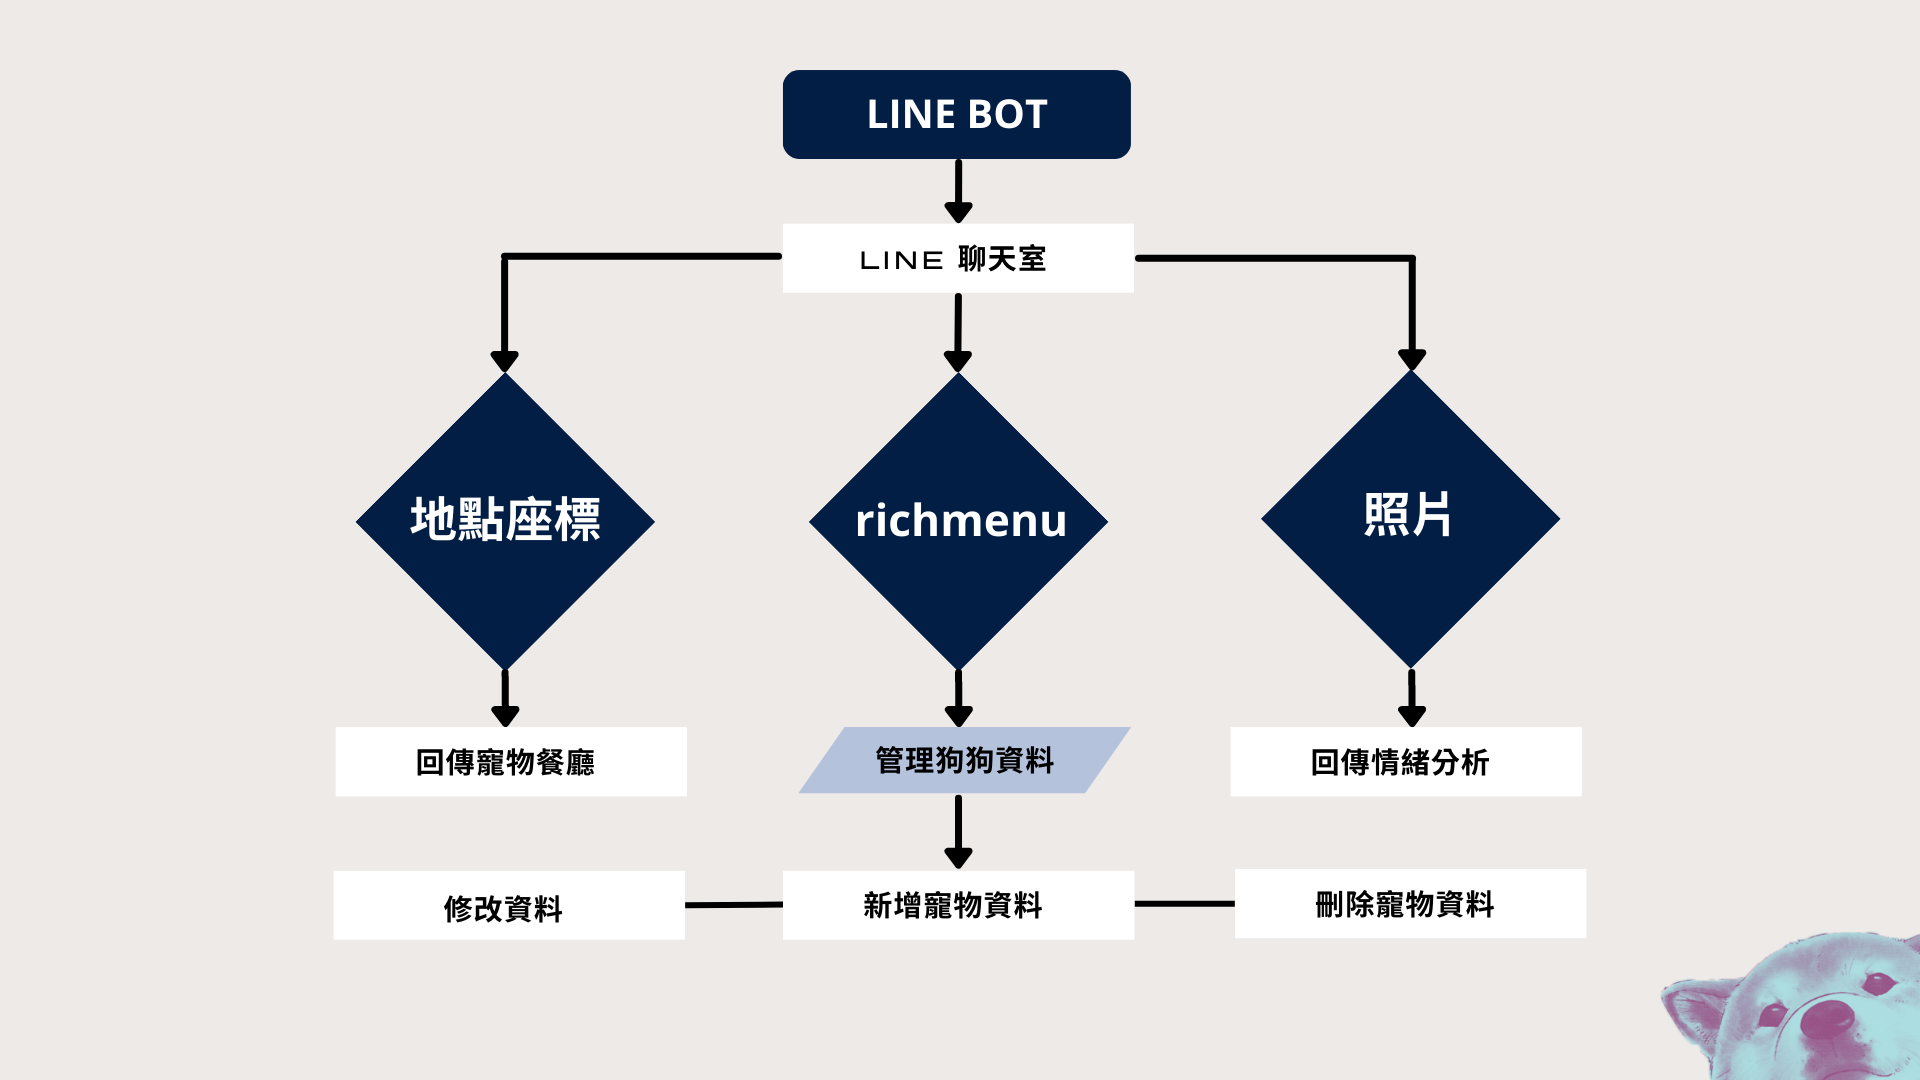 LINE BOT
LINE 聊天室
地點座標
richmenu
照片
回傳寵物餐廳
管理狗狗資料
回傳情緒分析
修改資料
新增寵物資料
刪除寵物資料